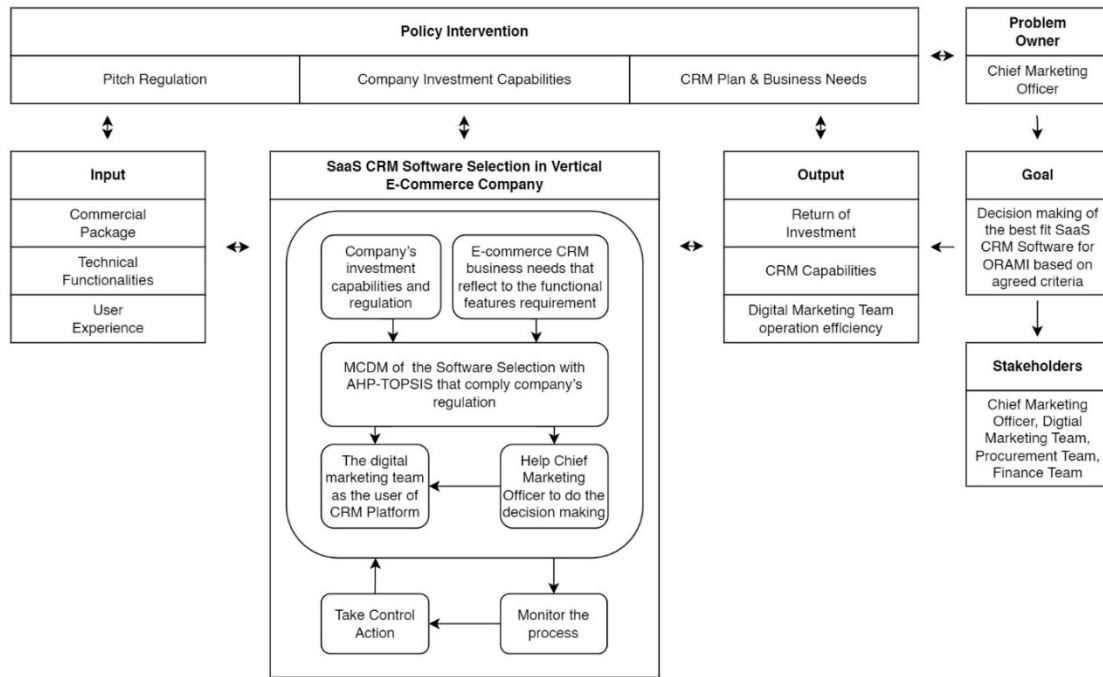 Policy Intervention
Pitch Regulation
Company Investment Capabilities
CRM Plan & Business Needs
Problem
Owner
Chief Marketing
Officer
Input
Commercial
Package
Technical
Functionalities
User
Experience
SaaS CRM Software Selection in Vertical
E-Commerce Company
Company's
investment
capabilities and
regulation
E-commerce CRM
business needs that
reflect to the functional
features requirement
MCDM of the Software Selection with
AHP-TOPSIS that comply company's
regulation
The digital
marketing team
as the user of
CRM Platform
Help Chief
Marketing
Officer to do the
decision making
Take Control
Action
Monitor the
process
Output
Return of
Investment
CRM Capabilities
Digital Marketing Team
operation efficiency
Goal
Decision making of
the best fit SaaS
CRM Software for
ORAMI based on
agreed criteria
Stakeholders
Chief Marketing
Officer, Digtial
Marketing Team,
Procurement Team,
Finance Team